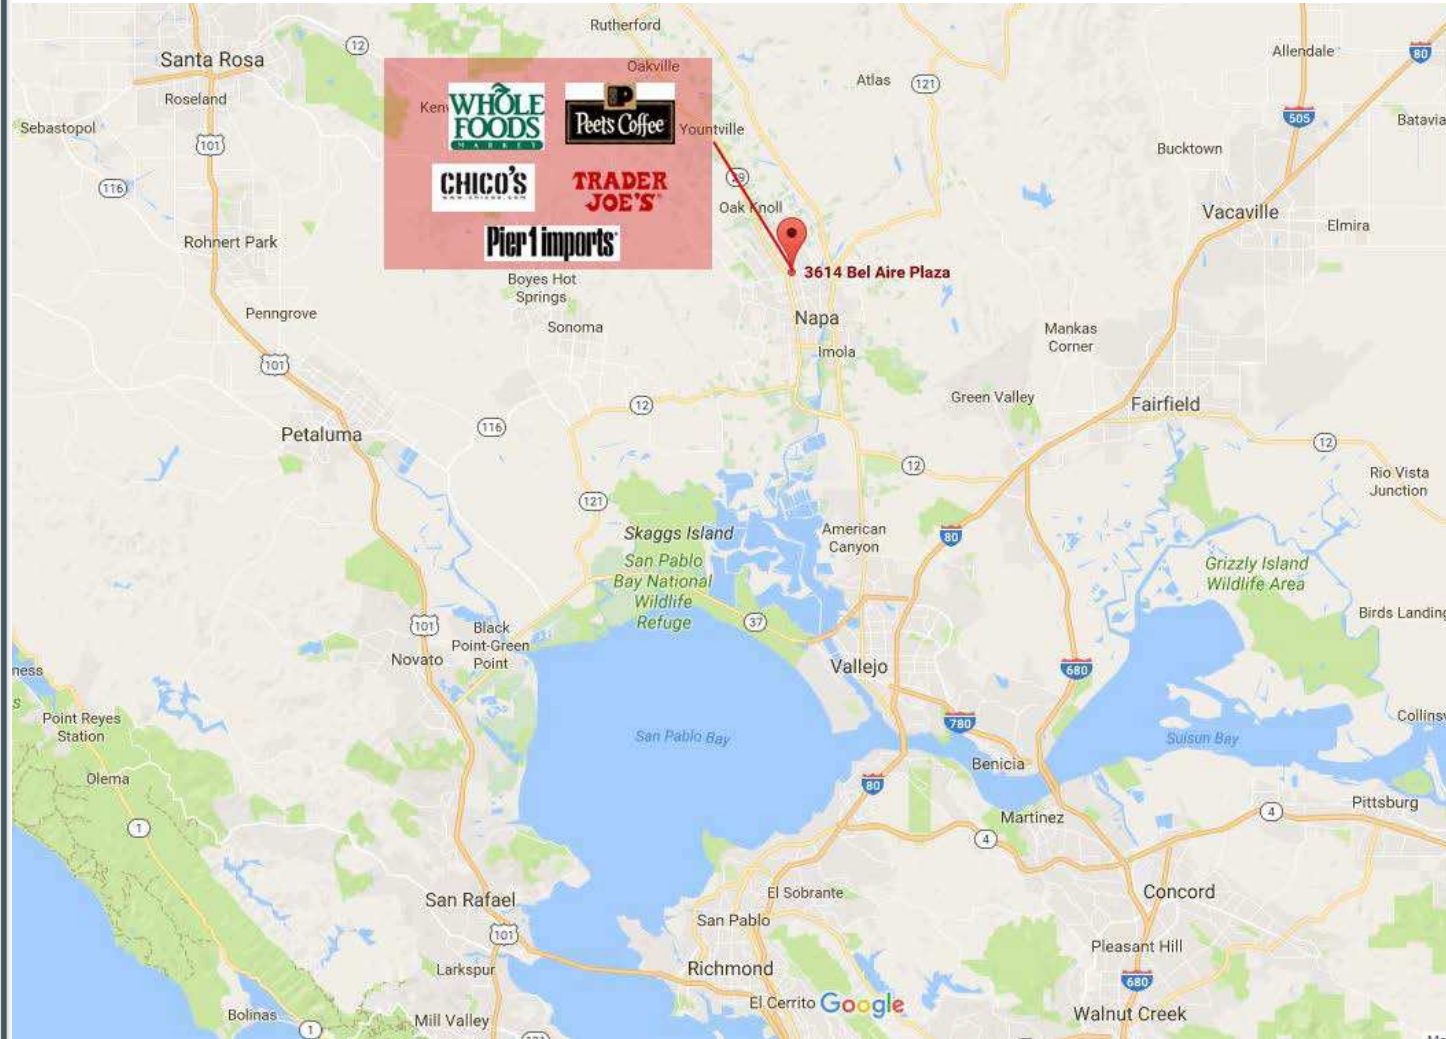 Rutherford
Santa Rosa
12
Oakville
Allendale
80
Roseland
Atlas
121
Sebastopol
101
WHOLE
FOODS
MARKET
Peet's Coffee
Yountville
505
Batavia
Bucktown
116
CHICO'S
WWW.CHICOS.COM
TRADER
JOE'S
29
Oak Knoll
Vacaville
Elmira
Rohnert Park
Pier 1 imports
3614 Bel Aire Plaza
Boyes Hot
Springs
Penngrove
Sonoma
Napa
Mankas
Corner
Imola
101
Green Valley
Fairfield
12
116
Petaluma
12
12
Rio Vista
Junction
121
Skaggs Island
American
Canyon
80
San Pablo
Bay National
Wildlife
Refuge
Grizzly Island
Wildlife Area
Birds Landing
101
Black
Point-Green
Point
37
Novato
Vallejo
680
Point Reyes
Station
780
San Pablo Bay
Suisun Bay
Olema
Benicia
80
Pittsburg
1
Martinez
4
4
San Rafael
El Sobrante
Concord
San Pablo
101
Larkspur
Richmond
Pleasant Hill
680
El Cerrito
Google
Bolinas
Mill Valley
Walnut Creek
1